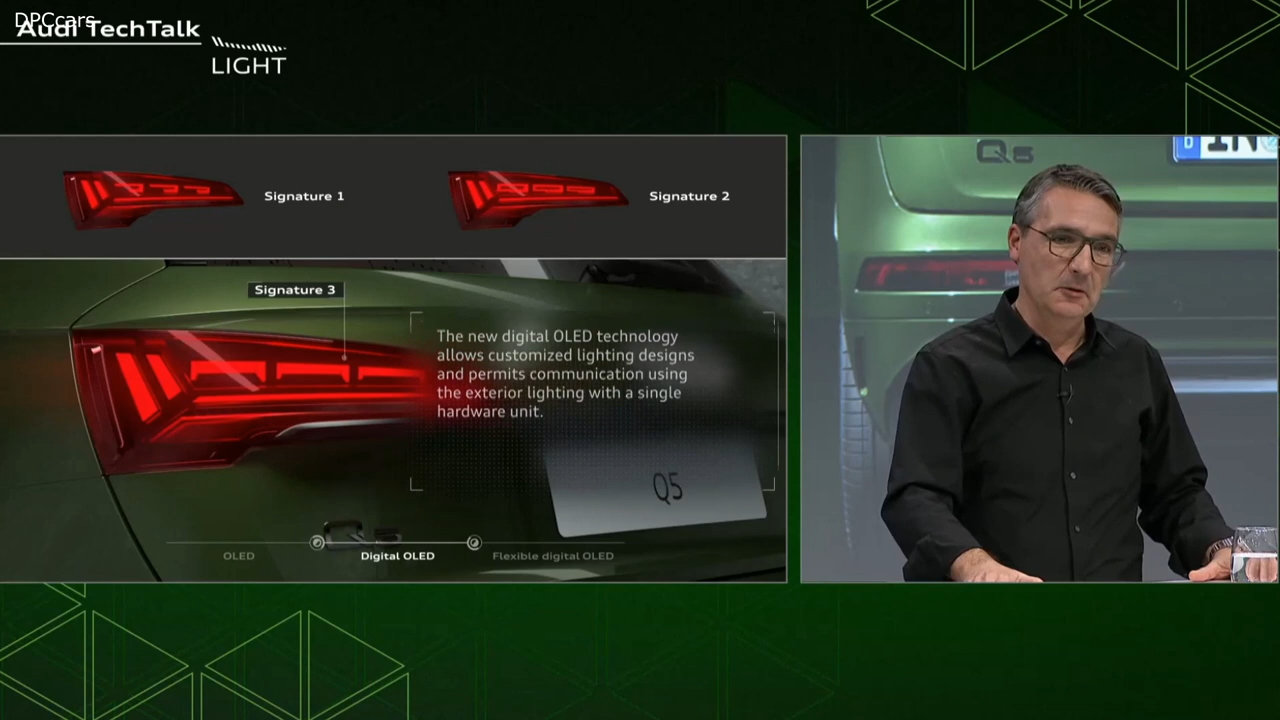 DPCcars
Audi TechTalk
LIGHT
Signature 1
Signature 2
Signature 3
The new digital OLED technology
allows customized lighting designs
and permits communication using
the exterior lighting with a single
hardware unit.
Q5
OLED
Digital OLED
Flexible digital OLED
Q5
D
IN